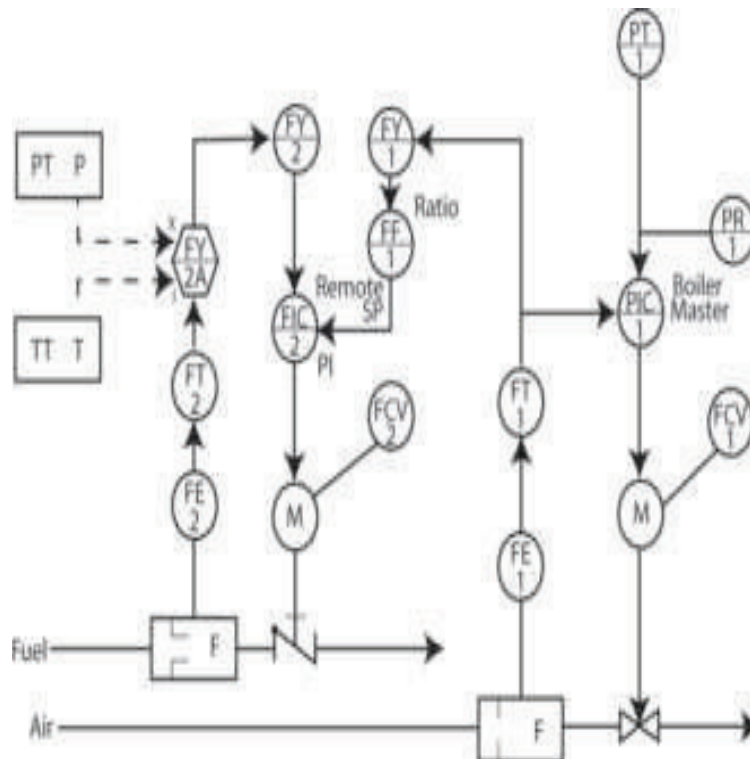 PT
1
FY
2
FY
1
PT P
Ratio
FF
1
PR
1
FY
2A
Remote
SP
FIC
2
PIC
1
Boiler
Master
TT T
PI
FT
2
FCV
2
FT
1
FCV
1
FE
2
M
M
FE
1
Fuel
F
Air
F